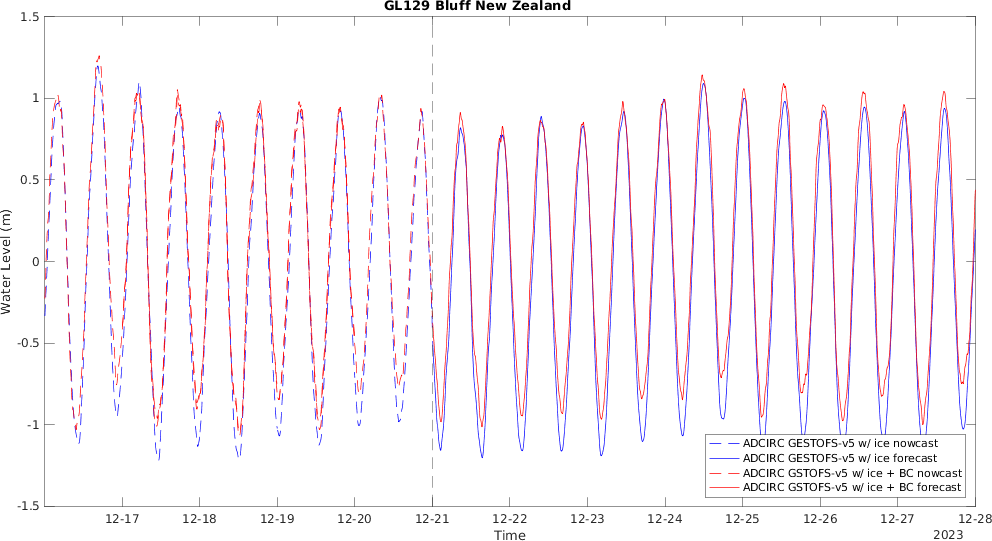 GL129 Bluff New Zealand
1.5
1
0.5
0
-0.5
-1
-1.5
Water Level (m)
12-17
12-18
12-19
12-20
12-21
12-22
12-23
12-24
12-25
12-26
12-27
12-28
Time
2023
ADCIRC GESTOFS-v5 w/ ice nowcast
ADCIRC GESTOFS-v5 w/ ice forecast
ADCIRC GSTOFS-v5 w/ ice + BC nowcast
ADCIRC GSTOFS-v5 w/ ice + BC forecast